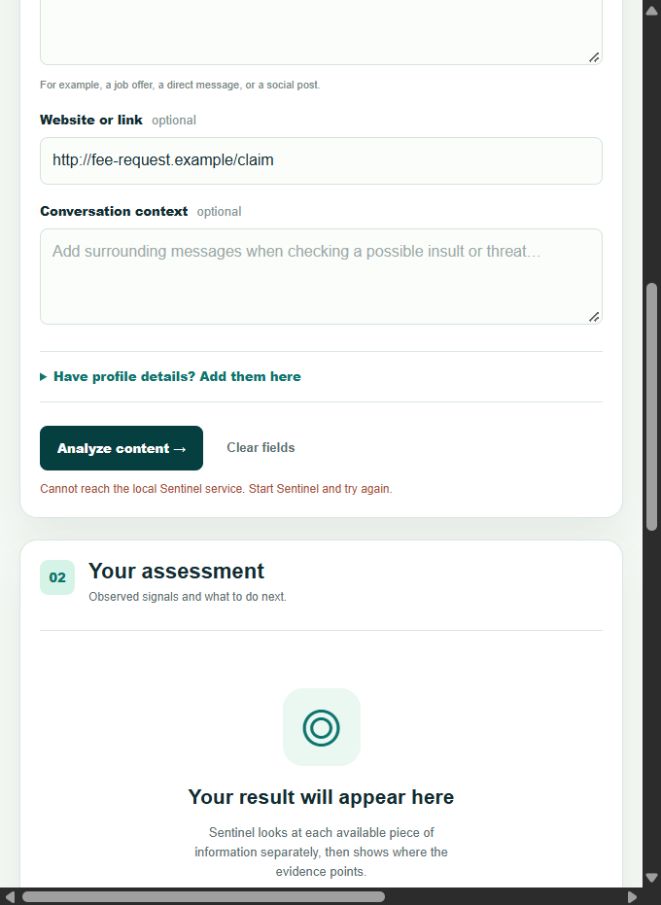 For example, a job offer, a direct message, or a social post.
Website or link optional
http://fee-request.example/claim
Conversation context optional
Add surrounding messages when checking a possible insult or threat...
Have profile details? Add them here
Analyze content → Clear fields
Cannot reach the local Sentinel service. Start Sentinel and try again.
02 Your assessment
Observed signals and what to do next.
Your result will appear here
Sentinel looks at each available piece of
information separately, then shows where the
evidence points.